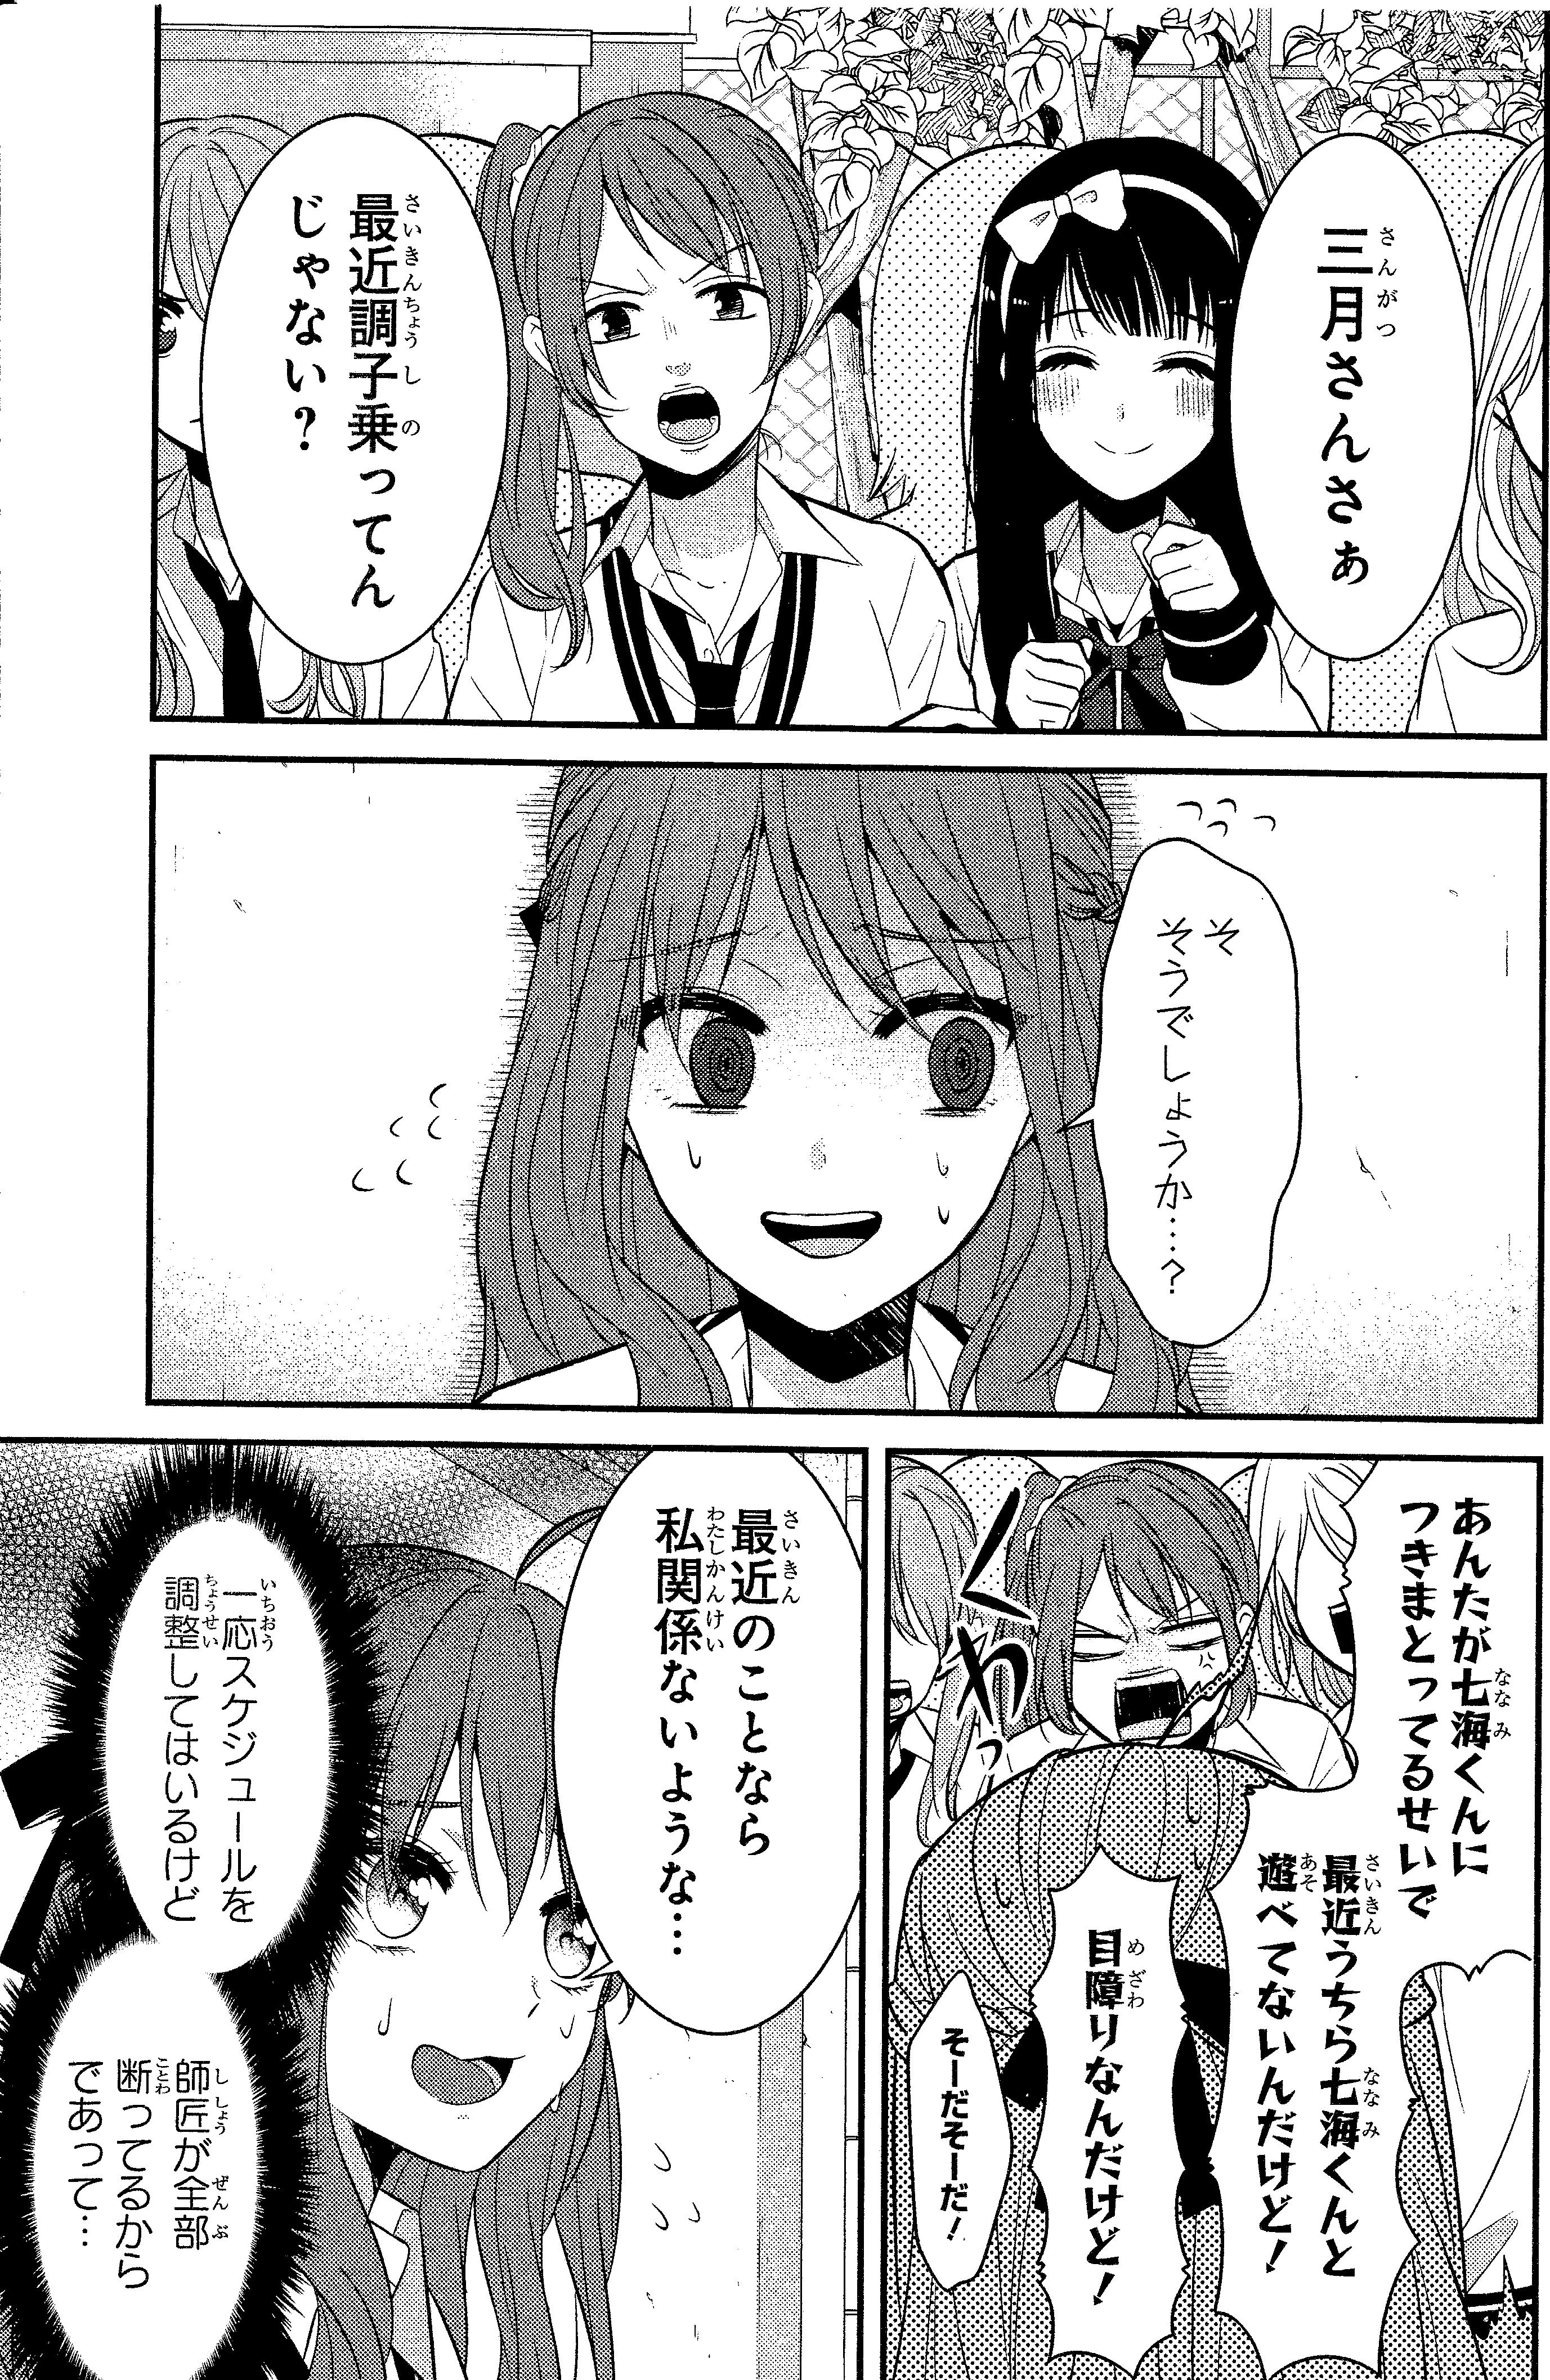 三月さんさぁ
最近調子乗ってん
じゃない？
そ
そうでしょうか…？
あんたが七海くんに
つきまとってるせいで
最近うちら七海くんと
遊べてないんだけど！
目障りなんだけど！
そーだそーだ！
くわっ
最近のことなら
私関係ないような…
一応スケジュールを
調整してはいるけど
師匠が全部
断ってるから
であって…